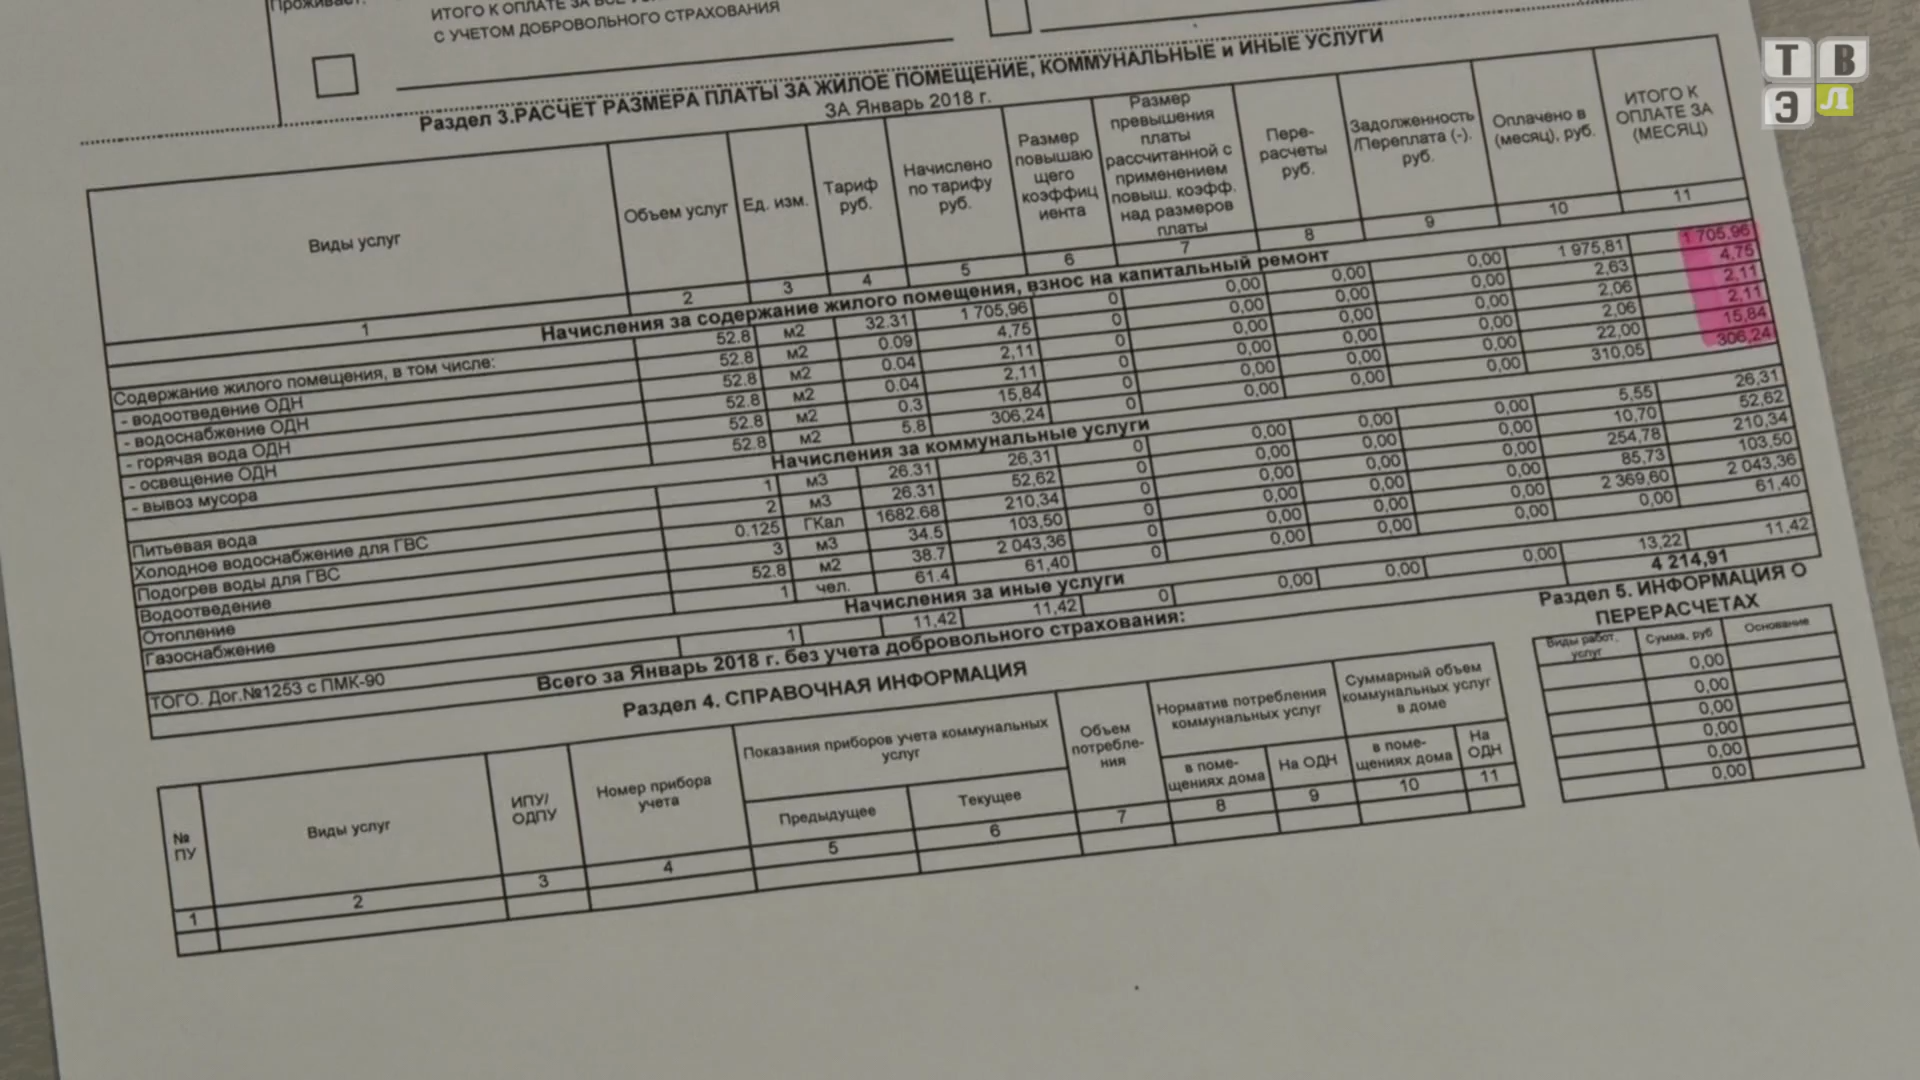 Проживает:
ИТОГО К ОПЛАТЕ ЗА ВСЕ
С УЧЕТОМ ДОБРОВОЛЬНОГО СТРАХОВАНИЯ
Раздел 3.РАСЧЕТ РАЗМЕРА ПЛАТЫ ЗА ЖИЛОЕ ПОМЕЩЕНИЕ, КОММУНАЛЬНЫЕ и ИНЫЕ УСЛУГИ
ЗА Январь 2018 г.
Виды услуг
Объем услуг
Ед. изм.
Тариф
руб.
Начислено
по тарифу
руб.
Размер
повышаю
щего
коэффиц
иента
Размер
превышения
платы
рассчитанной с
применением
повыш. коэфф.
над размеров
платы
Пере-
расчеты
руб.
Задолженность
/Переплата (-).
руб.
Оплачено в
(месяц), руб.
ИТОГО К
ОПЛАТЕ ЗА
(МЕСЯЦ)
1 2 3 4 5 6 7 8 9 10 11
Начисления за содержание жилого помещения, взнос на капитальный ремонт
Содержание жилого помещения, в том числе: 52.8 м2 32.31 1 705,96 0 0,00 0,00 0,00 1 975,81 1 705,96
- водоотведение ОДН 52.8 м2 0.09 4,75 0 0,00 0,00 0,00 2,63 4,75
- водоснабжение ОДН 52.8 м2 0.04 2,11 0 0,00 0,00 0,00 2,06 2,11
- горячая вода ОДН 52.8 м2 0.04 2,11 0 0,00 0,00 0,00 2,06 2,11
- освещение ОДН 52.8 м2 0.3 15,84 0 0,00 0,00 0,00 22,00 15,84
- вывоз мусора 52.8 м2 5.8 306,24 0 0,00 0,00 0,00 310,05 306,24
Начисления за коммунальные услуги
Питьевая вода 1 м3 26.31 26,31 0 0,00 0,00 0,00 5,55 26,31
Холодное водоснабжение для ГВС 2 м3 26.31 52,62 0 0,00 0,00 0,00 10,70 52,62
Подогрев воды для ГВС 0.125 ГКал 1682.68 210,34 0 0,00 0,00 0,00 254,78 210,34
Водоотведение 3 м3 34.5 103,50 0 0,00 0,00 0,00 85,73 103,50
Отопление 52.8 м2 38.7 2 043,36 0 0,00 0,00 0,00 2 369,60 2 043,36
Газоснабжение 1 чел. 61.4 61,40 0 0,00 0,00 0,00 0,00 61,40
Начисления за иные услуги
ТОГО. Дог.№1253 с ПМК-90 1 11,42 11,42 0 0,00 0,00 0,00 13,22 11,42
Всего за Январь 2018 г. без учета добровольного страхования: 4 214,91
Раздел 4. СПРАВОЧНАЯ ИНФОРМАЦИЯ
№
ПУ
Виды услуг
ИПУ/
ОДПУ
Номер прибора
учета
Показания приборов учета коммунальных
услуг
Предыдущее
Текущее
Объем
потребле-
ния
Норматив потребления
коммунальных услуг
в поме-
щениях дома
На ОДН
Суммарный объем
коммунальных услуг
в доме
в поме-
щениях дома
На
ОДН
1 2 3 4 5 6 7 8 9 10 11
Раздел 5. ИНФОРМАЦИЯ О
ПЕРЕРАСЧЕТАХ
Виды работ,
услуг
Сумма, руб
Основание
0,00
0,00
0,00
0,00
0,00
0,00
ТВ
ЭЛ